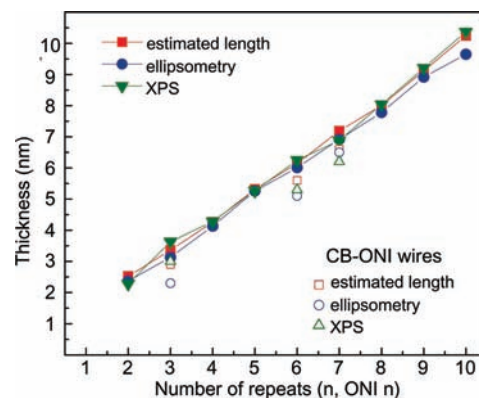 10
9
8
7
6
5
4
3
2
1
Thickness (nm)
estimated length
ellipsometry
XPS
CB-ONI wires
estimated length
ellipsometry
XPS
1 2 3 4 5 6 7 8 9 10
Number of repeats (n, ONI n)